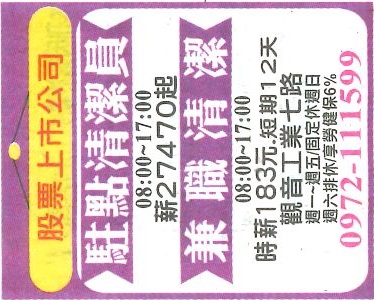 股票上市公司
駐點清潔員
08:00~17:00
薪27470起
兼職清潔
08:00~17:00
時薪183元.短期12天
觀音工業七路
週一~週五/固定休週日
週六排休/享勞健保6%
0972-111599